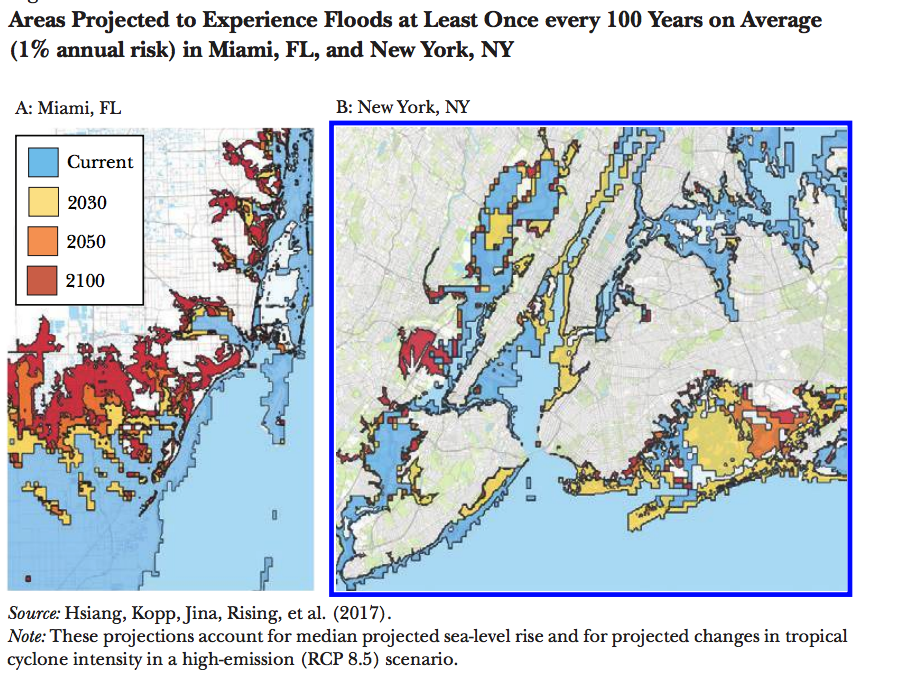 Areas Projected to Experience Floods at Least Once every 100 Years on Average
(1% annual risk) in Miami, FL, and New York, NY
A: Miami, FL
B: New York, NY
Current
2030
2050
2100
Source: Hsiang, Kopp, Jina, Rising, et al. (2017).
Note: These projections account for median projected sea-level rise and for projected changes in tropical
cyclone intensity in a high-emission (RCP 8.5) scenario.